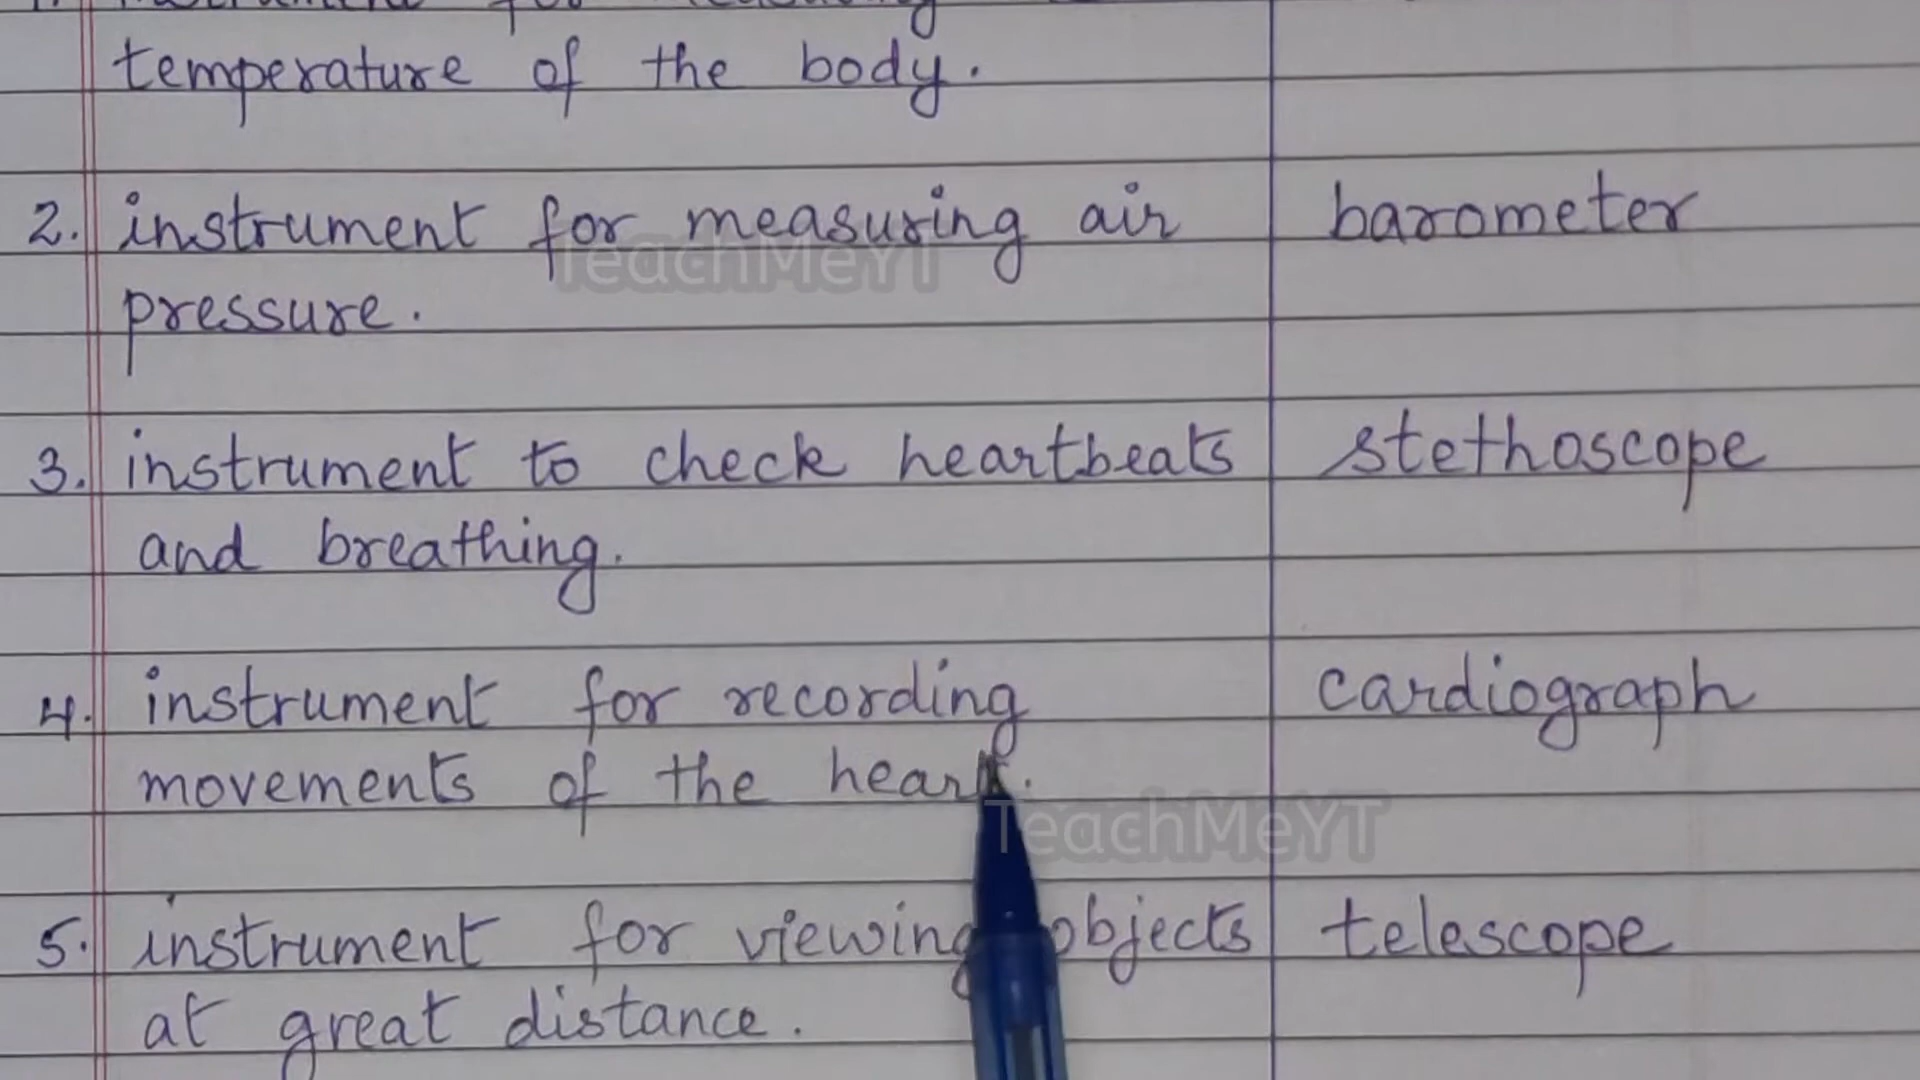 temperature of the body.
2. instrument for measuring air barometer
TeachMeYT
pressure.
3. instrument to check heartbeats stethoscope
and breathing.
4. instrument for recording cardiograph
movements of the heart.
TeachMeYT
5. instrument for viewing objects telescope
at great distance.